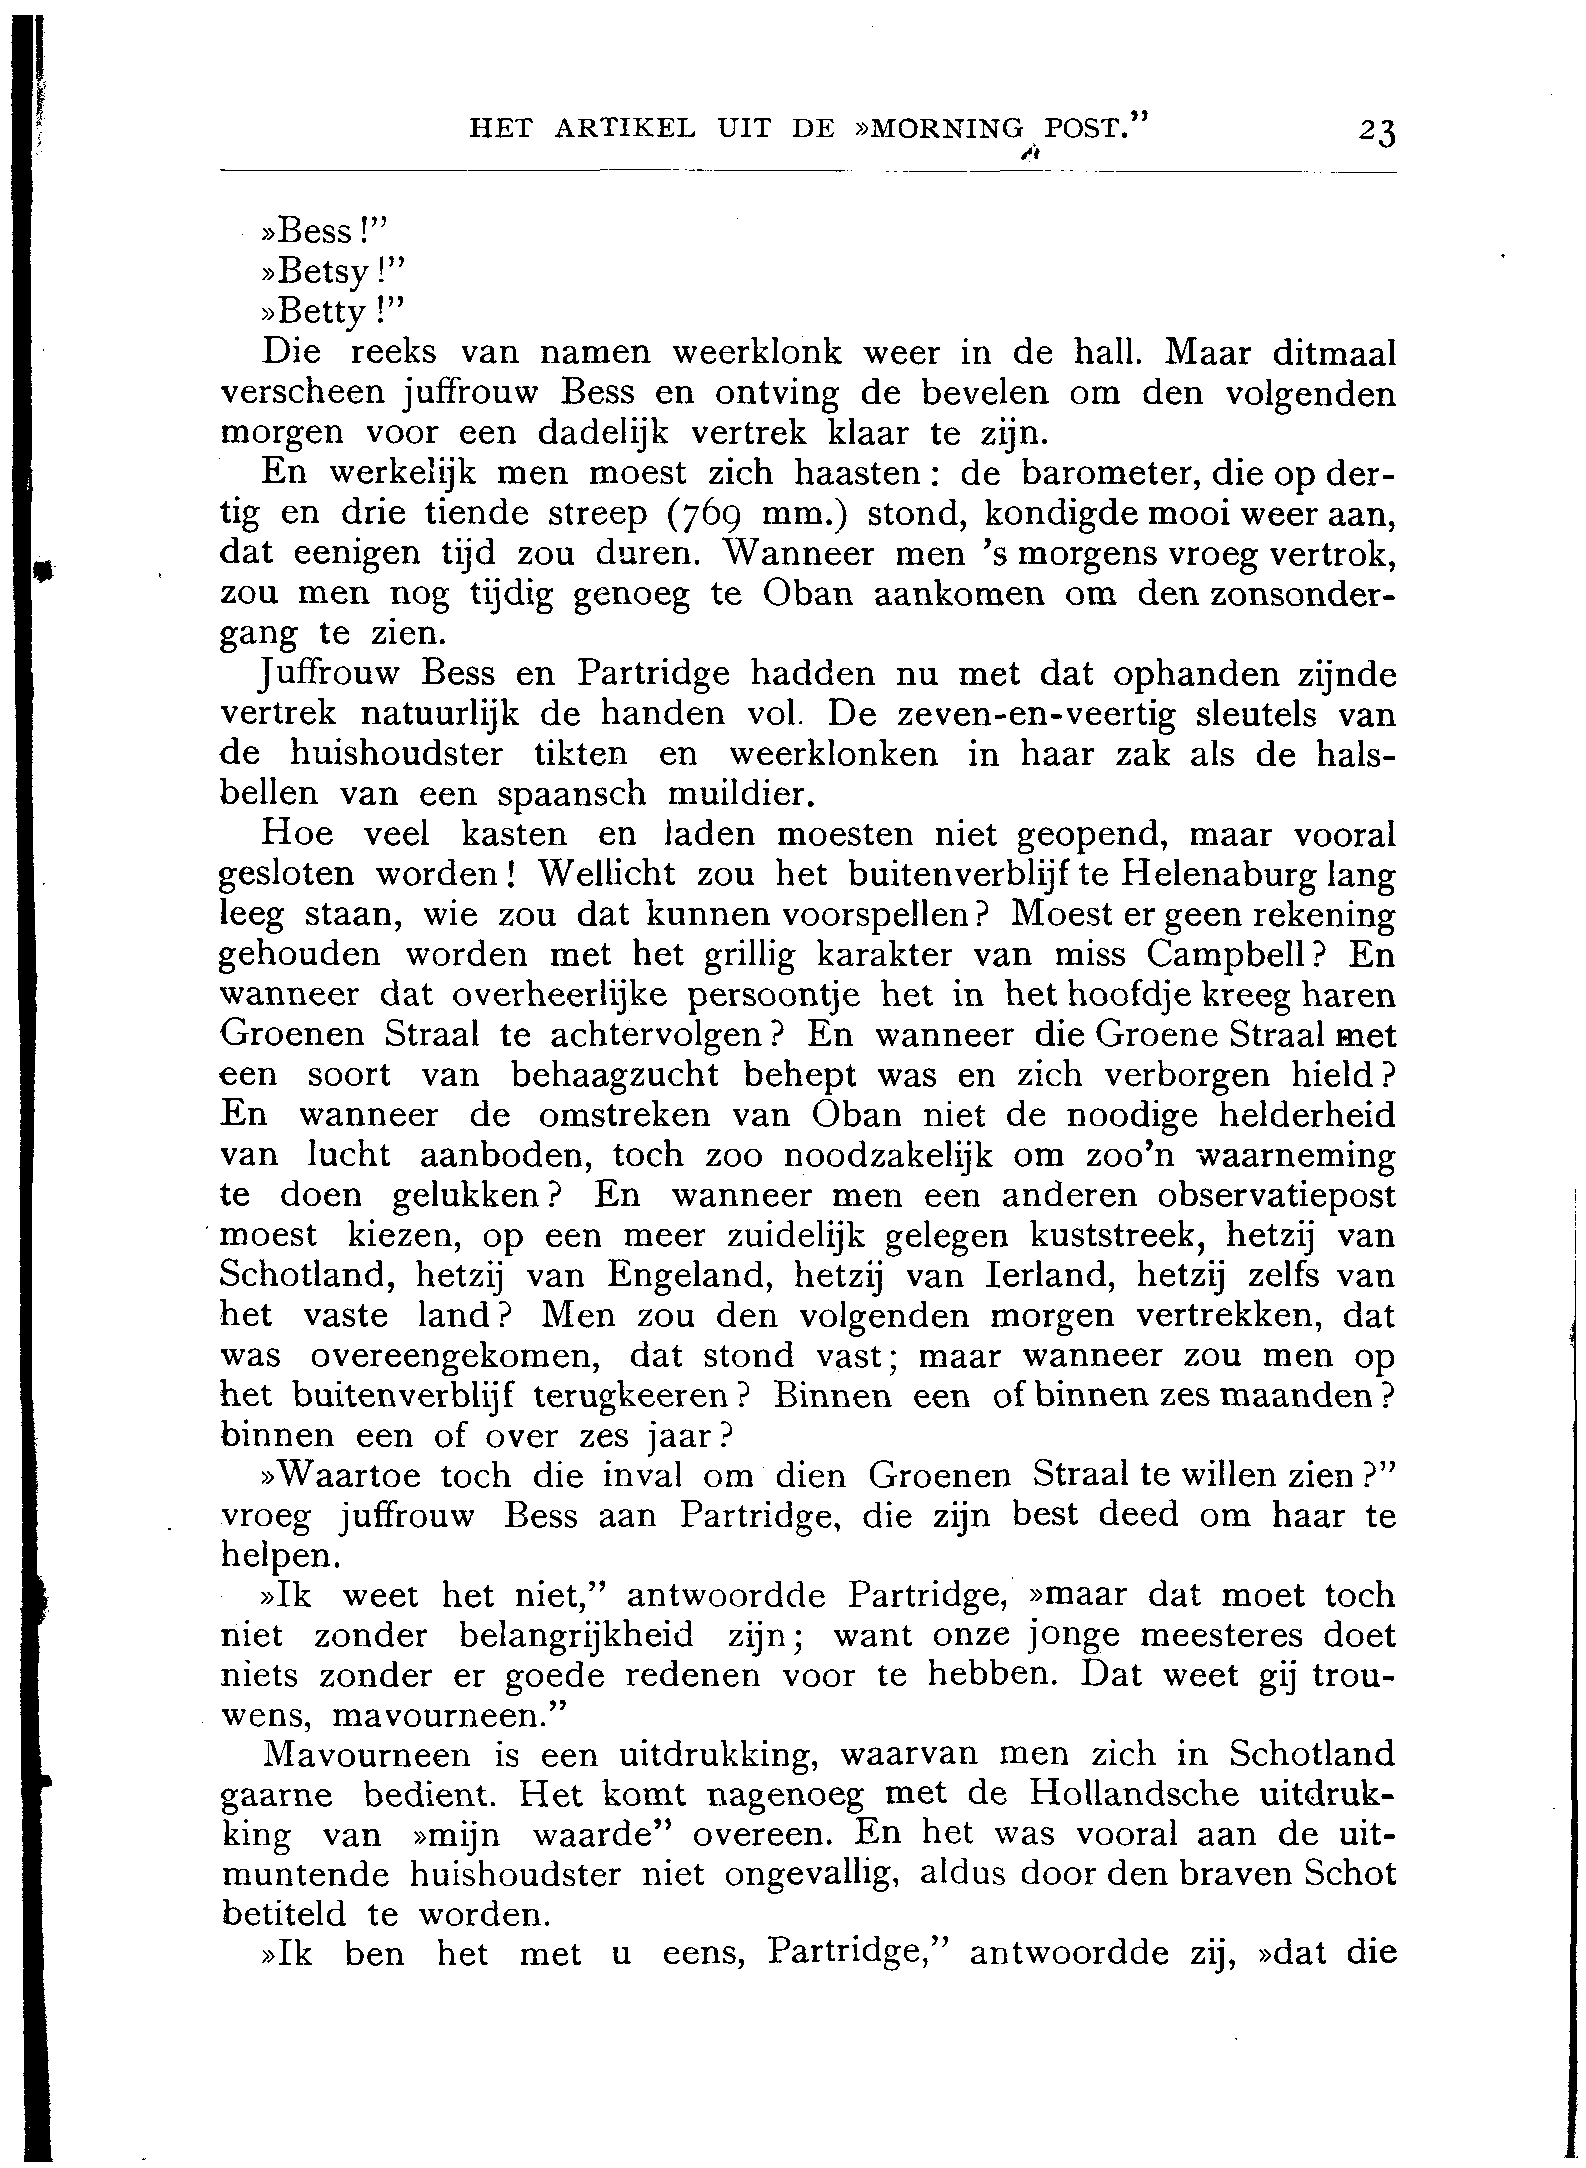 HET ARTIKEL UIT DE »MORNING POST.” 23
»Bess!”
»Betsy!”
»Betty!”
Die reeks van namen weerklonk weer in de hall. Maar ditmaal
verscheen juffrouw Bess en ontving de bevelen om den volgenden
morgen voor een dadelijk vertrek klaar te zijn.
En werkelijk men moest zich haasten: de barometer, die op der-
tig en drie tiende streep (769 mm.) stond, kondigde mooi weer aan,
dat eenigen tijd zou duren. Wanneer men 's morgens vroeg vertrok,
zou men nog tijdig genoeg te Oban aankomen om den zonsonder-
gang te zien.
Juffrouw Bess en Partridge hadden nu met dat ophanden zijnde
vertrek natuurlijk de handen vol. De zeven-en-veertig sleutels van
de huishoudster tikten en weerklonken in haar zak als de hals-
bellen van een spaansch muildier.
Hoe veel kasten en laden moesten niet geopend, maar vooral
gesloten worden! Wellicht zou het buitenverblijf te Helenaburg lang
leeg staan, wie zou dat kunnen voorspellen? Moest er geen rekening
gehouden worden met het grillig karakter van miss Campbell? En
wanneer dat overheerlijke persoontje het in het hoofdje kreeg haren
Groenen Straal te achtervolgen? En wanneer die Groene Straal met
een soort van behaagzucht behept was en zich verborgen hield?
En wanneer de omstreken van Oban niet de noodige helderheid
van lucht aanboden, toch zoo noodzakelijk om zoo'n waarneming
te doen gelukken? En wanneer men een anderen observatiepost
moest kiezen, op een meer zuidelijk gelegen kuststreek, hetzij van
Schotland, hetzij van Engeland, hetzij van Ierland, hetzij zelfs van
het vaste land? Men zou den volgenden morgen vertrekken, dat
was overeengekomen, dat stond vast; maar wanneer zou men op
het buitenverblijf terugkeeren? Binnen een of binnen zes maanden?
binnen een of over zes jaar?
»Waartoe toch die inval om dien Groenen Straal te willen zien?”
vroeg juffrouw Bess aan Partridge, die zijn best deed om haar te
helpen.
»Ik weet het niet,” antwoordde Partridge, »maar dat moet toch
niet zonder belangrijkheid zijn; want onze jonge meesteres doet
niets zonder er goede redenen voor te hebben. Dat weet gij trou-
wens, mavourneen.”
Mavourneen is een uitdrukking, waarvan men zich in Schotland
gaarne bedient. Het komt nagenoeg met de Hollandsche uitdruk-
king van »mijn waarde” overeen. En het was vooral aan de uit-
muntende huishoudster niet ongevallig, aldus door den braven Schot
betiteld te worden.
»Ik ben het met u eens, Partridge,” antwoordde zij, »dat die